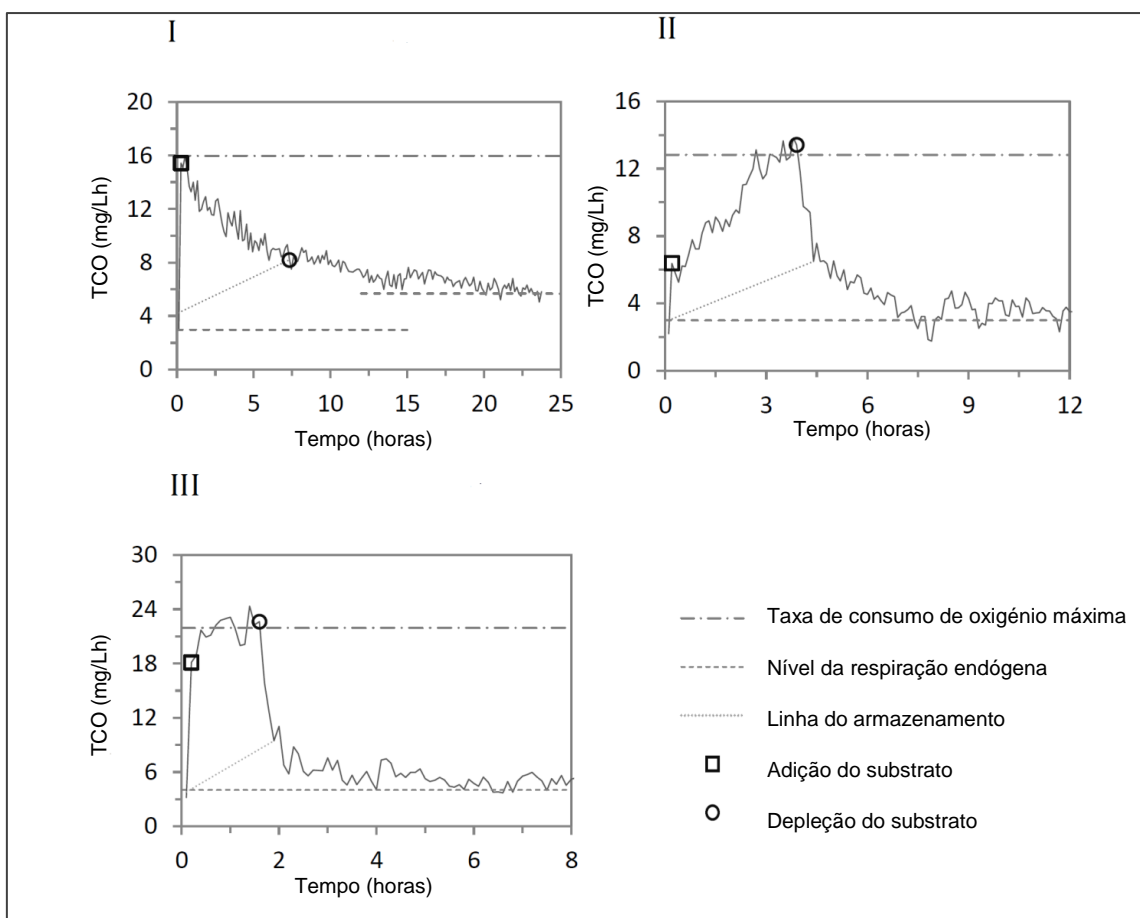 I
II
20
16
12
8
4
0
TCO (mg/Lh)
0 5 10 15 20 25
Tempo (horas)
16
12
8
4
0
TCO (mg/Lh)
0 3 6 9 12
Tempo (horas)
III
30
24
18
12
6
0
TCO (mg/Lh)
0 2 4 6 8
Tempo (horas)
Taxa de consumo de oxigénio máxima
Nível da respiração endógena
Linha do armazenamento
Adição do substrato
Depleção do substrato